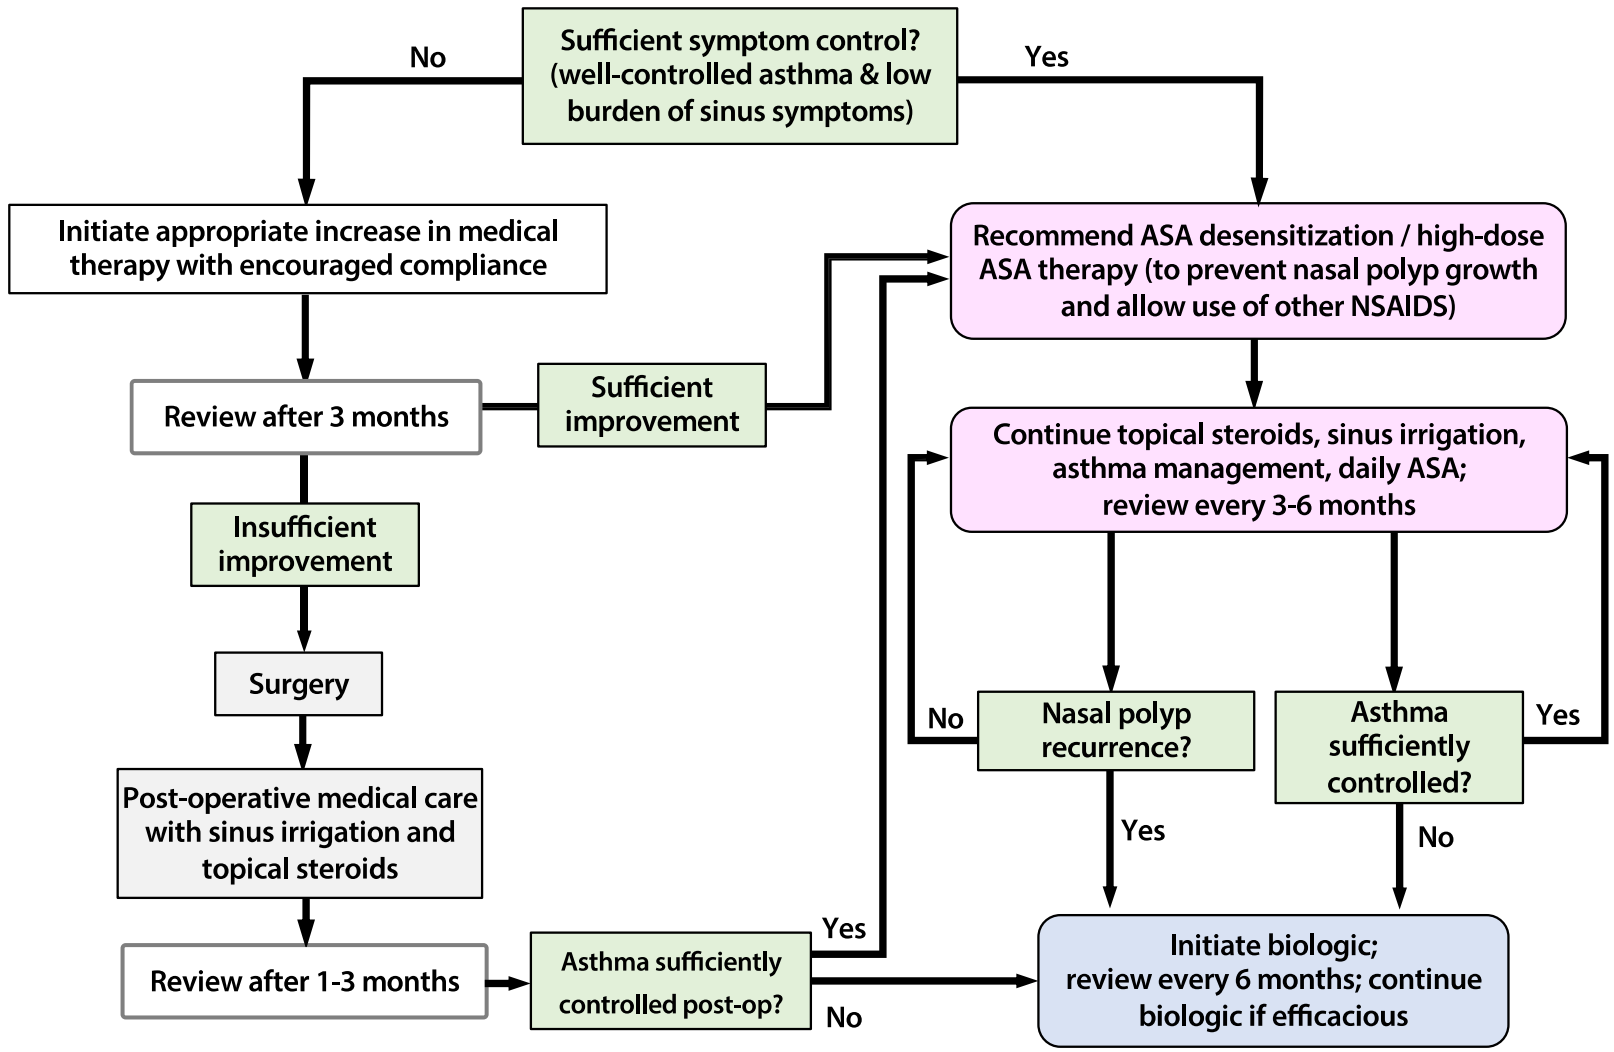 Sufficient symptom control?
(well-controlled asthma & low
burden of sinus symptoms)
No
Yes
Initiate appropriate increase in medical
therapy with encouraged compliance
Recommend ASA desensitization / high-dose
ASA therapy (to prevent nasal polyp growth
and allow use of other NSAIDS)
Review after 3 months
Sufficient
improvement
Continue topical steroids, sinus irrigation,
asthma management, daily ASA;
review every 3-6 months
Insufficient
improvement
Surgery
No
Nasal polyp
recurrence?
Asthma
sufficiently
controlled?
Yes
Post-operative medical care
with sinus irrigation and
topical steroids
Yes
No
Review after 1-3 months
Asthma sufficiently
controlled post-op?
Yes
No
Initiate biologic;
review every 6 months; continue
biologic if efficacious